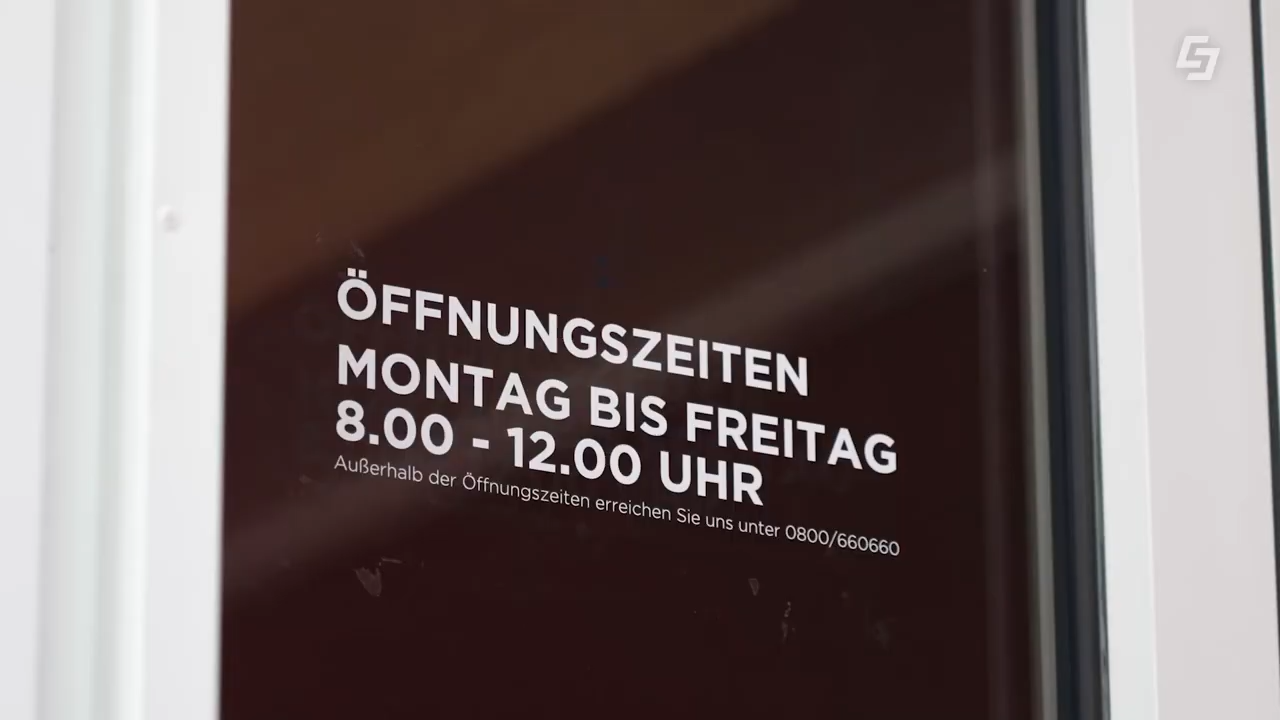 ÖFFNUNGSZEITEN
MONTAG BIS FREITAG
8.00 - 12.00 UHR
Außerhalb der Öffnungszeiten erreichen Sie uns unter 0800/660660